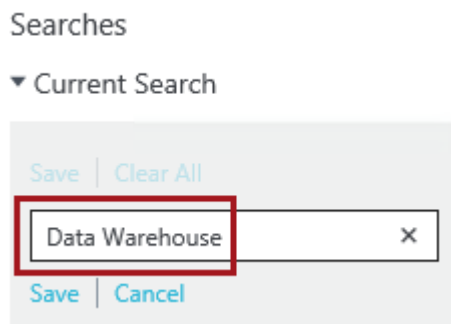 Searches
Current Search
Save | Clear All
Data Warehouse ×
Save | Cancel